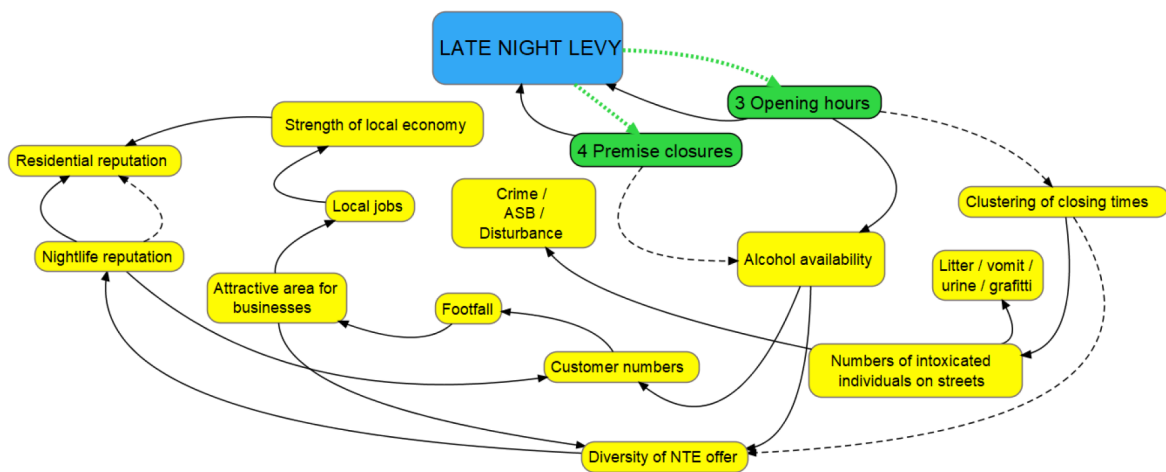 LATE NIGHT LEVY
3 Opening hours
Strength of local economy
4 Premise closures
Residential reputation
Crime /
ASB /
Disturbance
Local jobs
Clustering of closing times
Nightlife reputation
Alcohol availability
Litter / vomit /
urine / grafitti
Attractive area for
businesses
Footfall
Customer numbers
Numbers of intoxicated
individuals on streets
Diversity of NTE offer